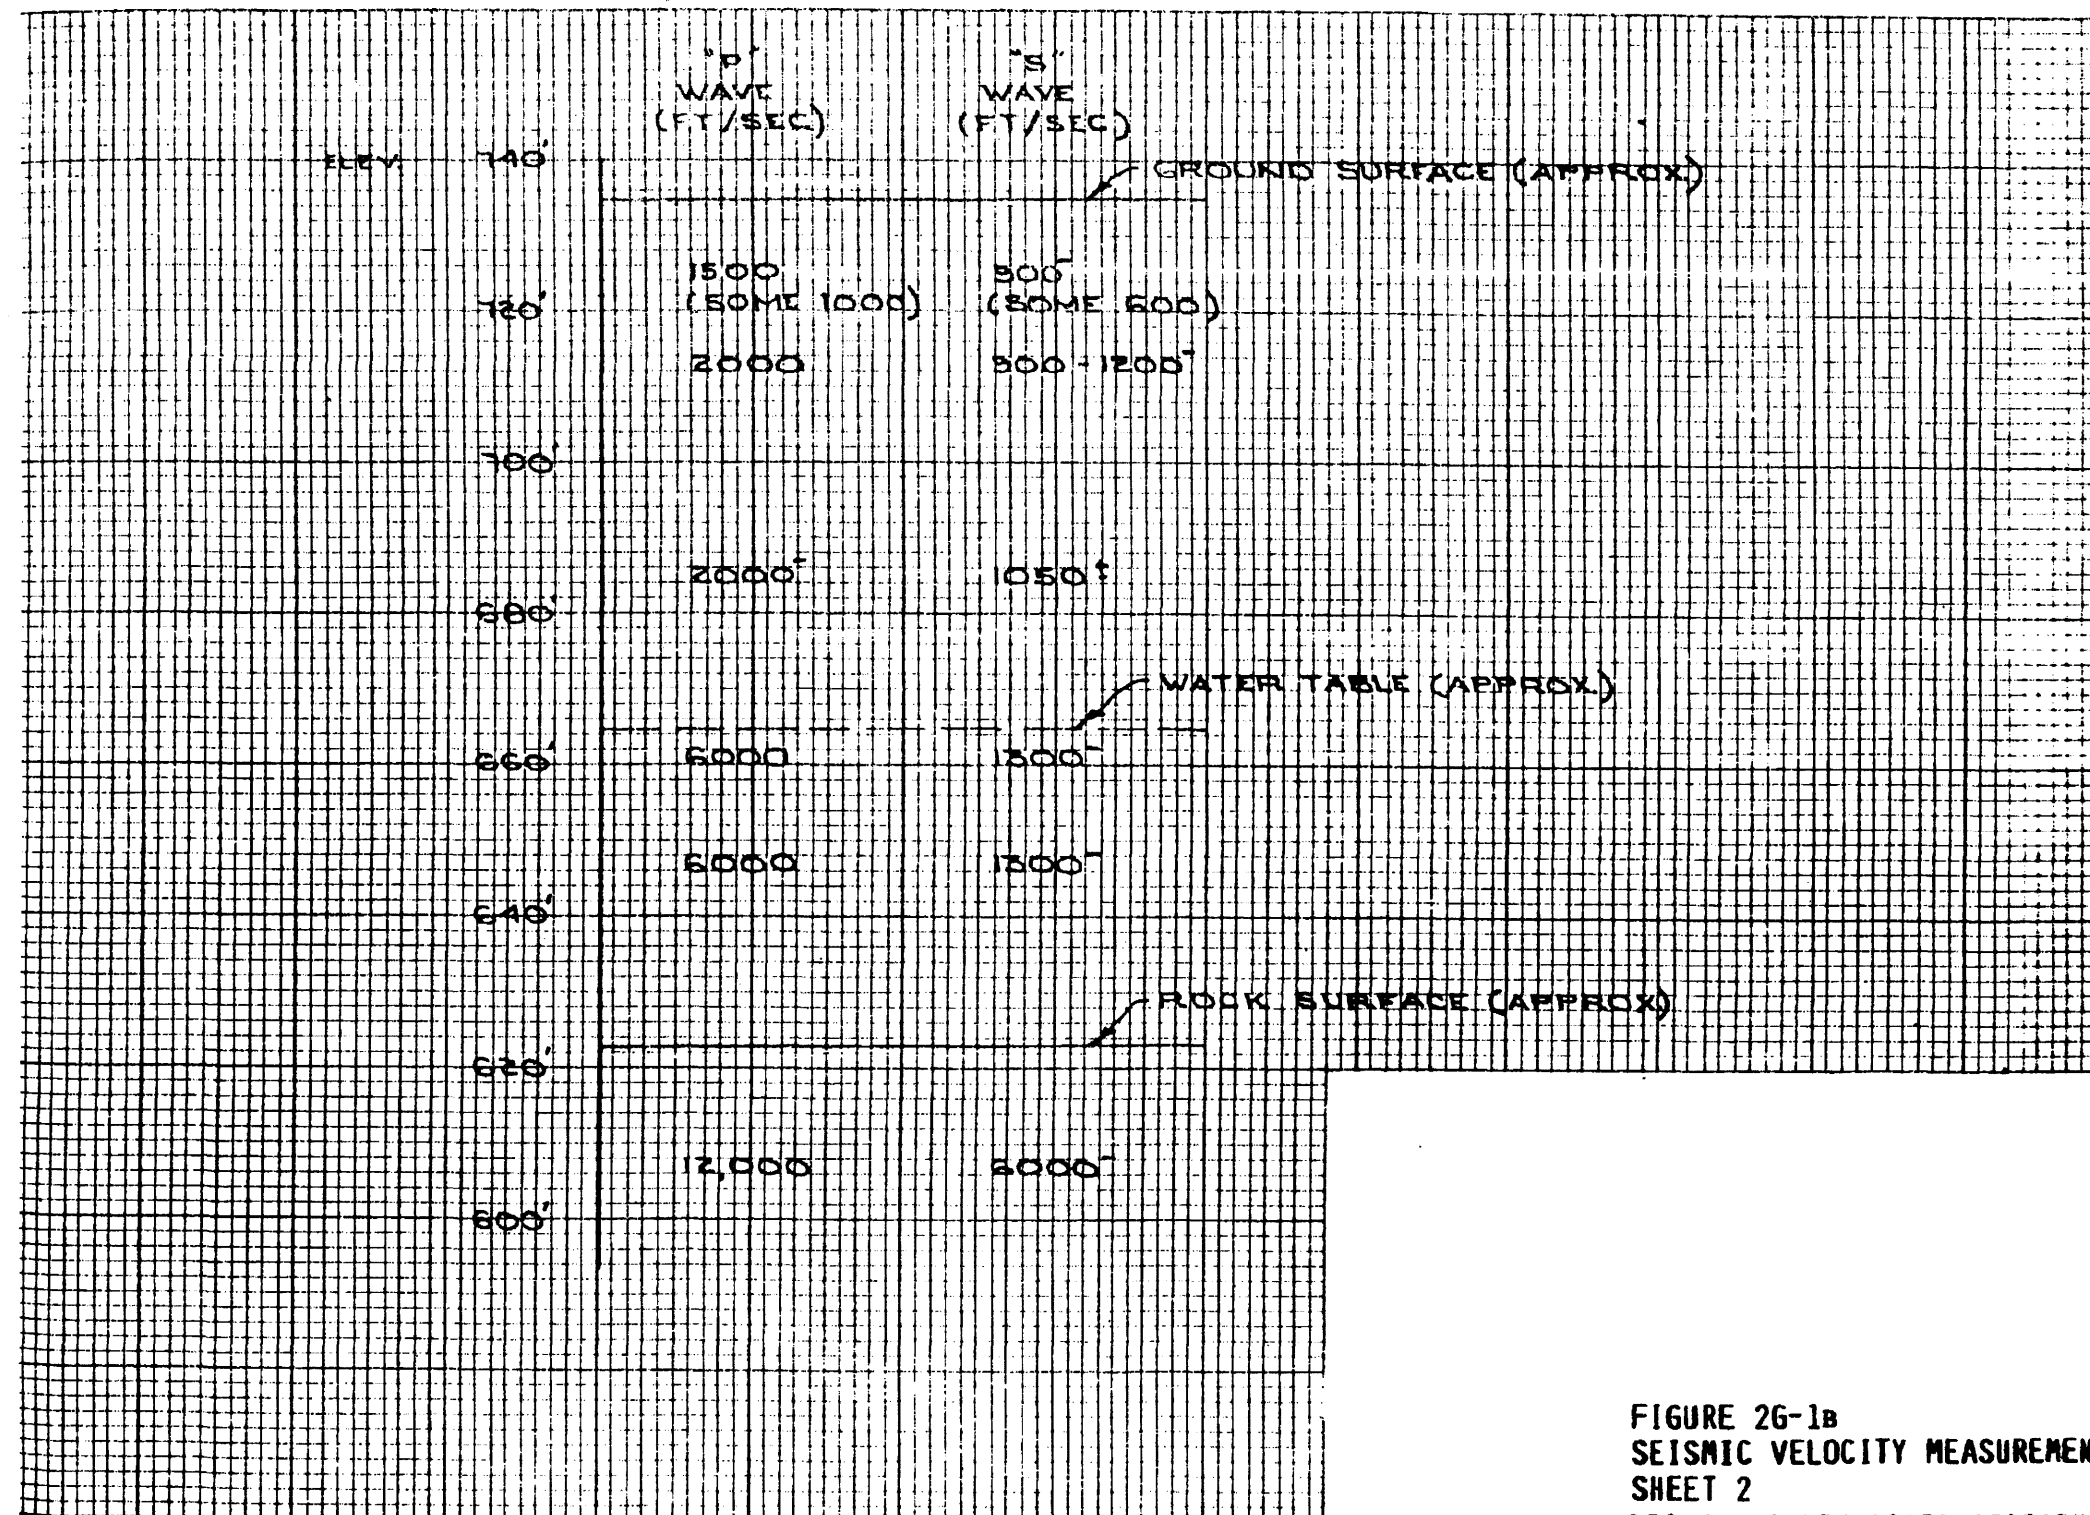 "P" "S"
WAVE WAVE
(FT/SEC) (FT/SEC)
ELEV. 740'
GROUND SURFACE (APPROX.)
1500 900-
720' (SOME 1000) (SOME 600)
2000 900-1200-
700'
2000- 1050±
680'
WATER TABLE (APPROX.)
660' 6000 1300-
6000 1300-
640'
ROCK SURFACE (APPROX)
620'
12,000 6000-
600'
FIGURE 2G-1B
SEISMIC VELOCITY MEASUREMEN
SHEET 2